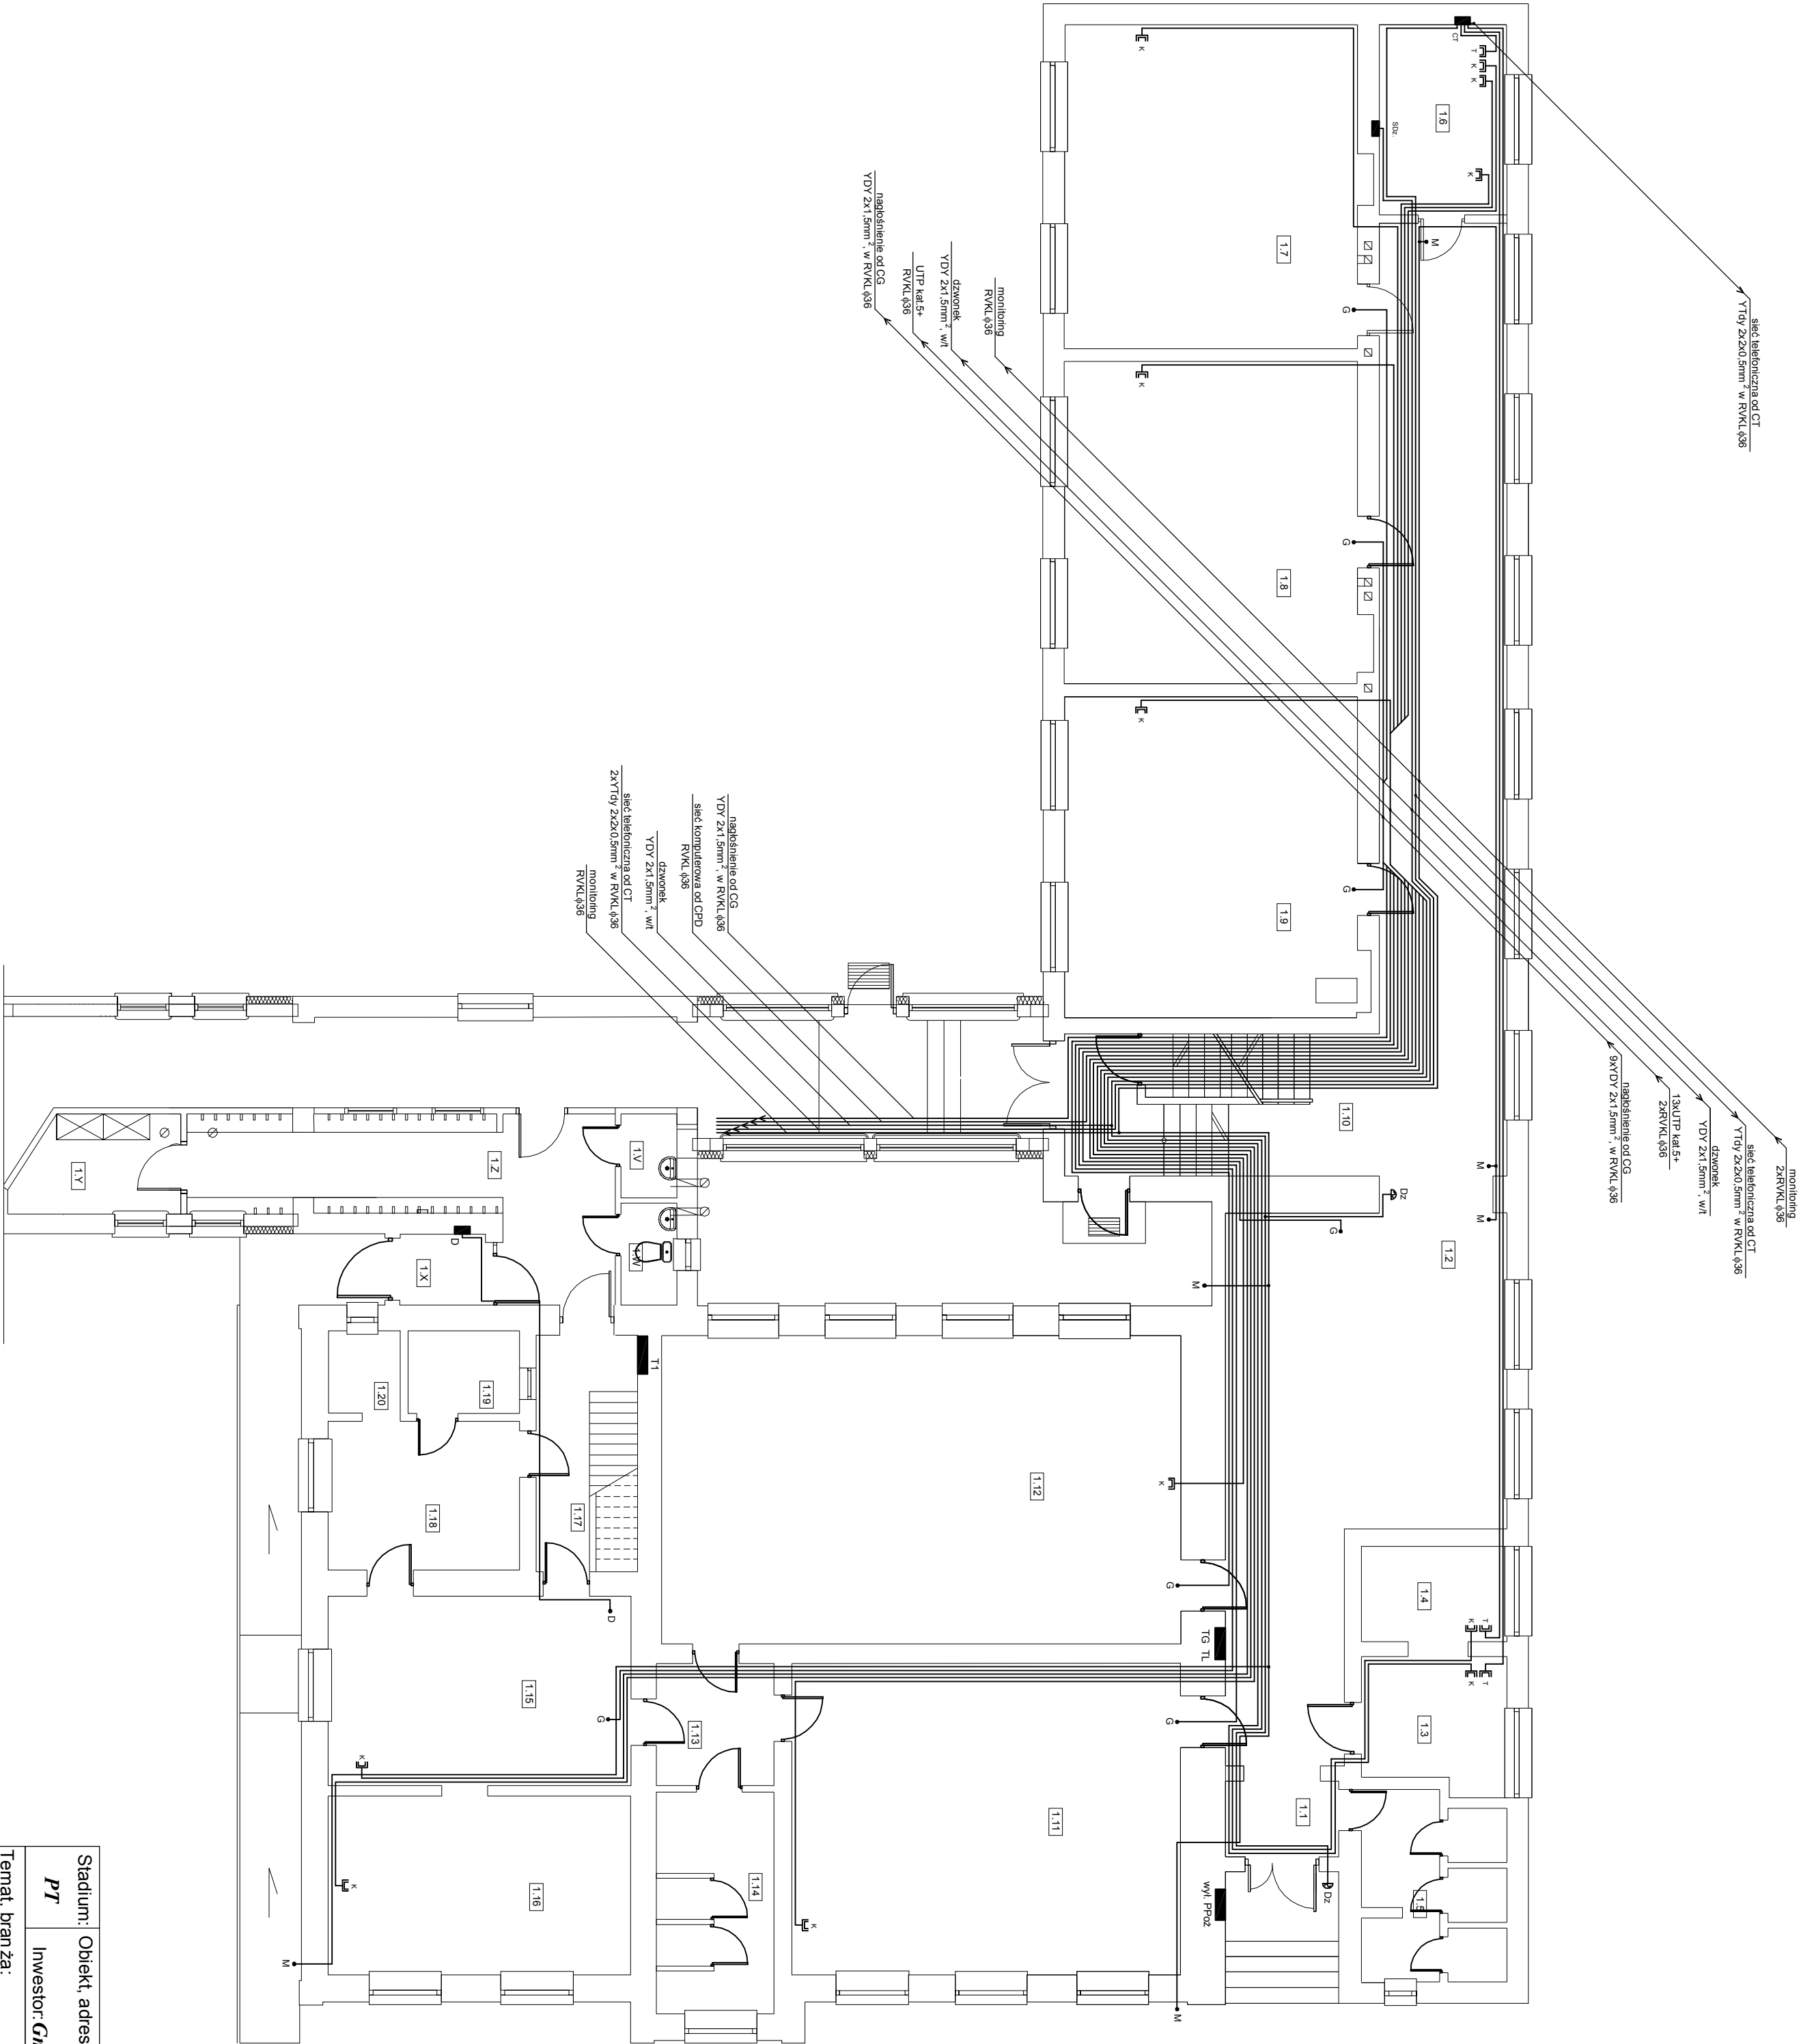 sieć telefoniczna od CT
YTdy 2x2x0,5mm² w RVKLϕ36
monitoring
2xRVKLϕ36
sieć telefoniczna od CT
YTdy 2x2x0,5mm² w RVKLϕ36
dzwonek
YDY 2x1,5mm², w/t
13xUTP kat.5+
2xRVKLϕ36
nagłośnienie od CG
9xYDY 2x1,5mm², w RVKLϕ36
monitoring
RVKLϕ36
dzwonek
YDY 2x1,5mm², w/t
UTP kat.5+
RVKLϕ36
nagłośnienie od CG
YDY 2x1,5mm², w RVKLϕ36
nagłośnienie od CG
YDY 2x1,5mm², w RVKLϕ36
sieć komputerowa od CPD
RVKLϕ36
dzwonek
YDY 2x1,5mm², w/t
sieć telefoniczna od CT
2xYTdy 2x2x0,5mm² w RVKLϕ36
monitoring
RVKLϕ36
CT
T
K
K
1.6
K
SDz.
M
K
1.7
G
K
1.8
G
K
1.9
G
1.10
M
M
Dz
G
1.2
M
1.4
K
T
K
T
1.3
1.1
Dz
1.5
wył. PPoż
M
TG TL
G
G
K
1.12
T1
1.11
K
1.13
1.14
1.15
G
K
1.16
K
M
D
1.17
1.18
1.19
1.20
1.V
1.W
1.X
D
1.Z
1.Y
Stadium:
Obiekt, adres
PT
Inwestor:
Temat, branża: